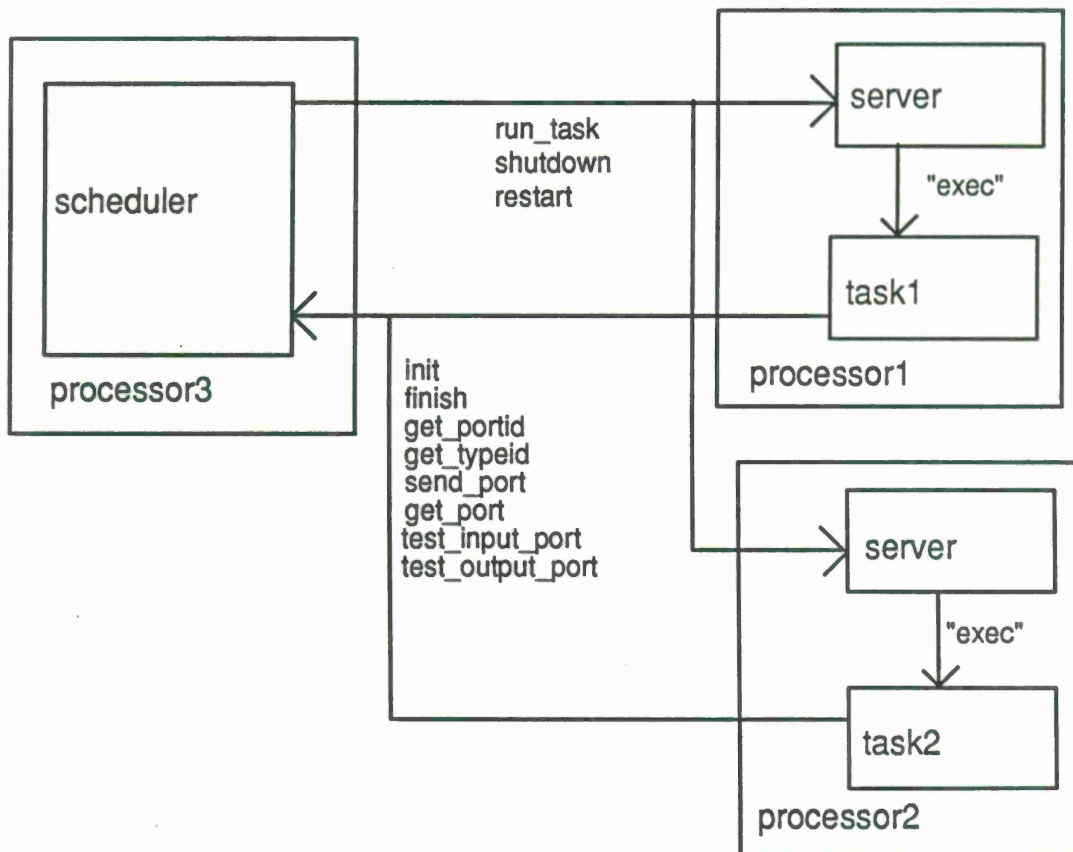 scheduler
processor3
run_task
shutdown
restart
server
"exec"
task1
processor1
init
finish
get_portid
get_typeid
send_port
get_port
test_input_port
test_output_port
server
"exec"
task2
processor2